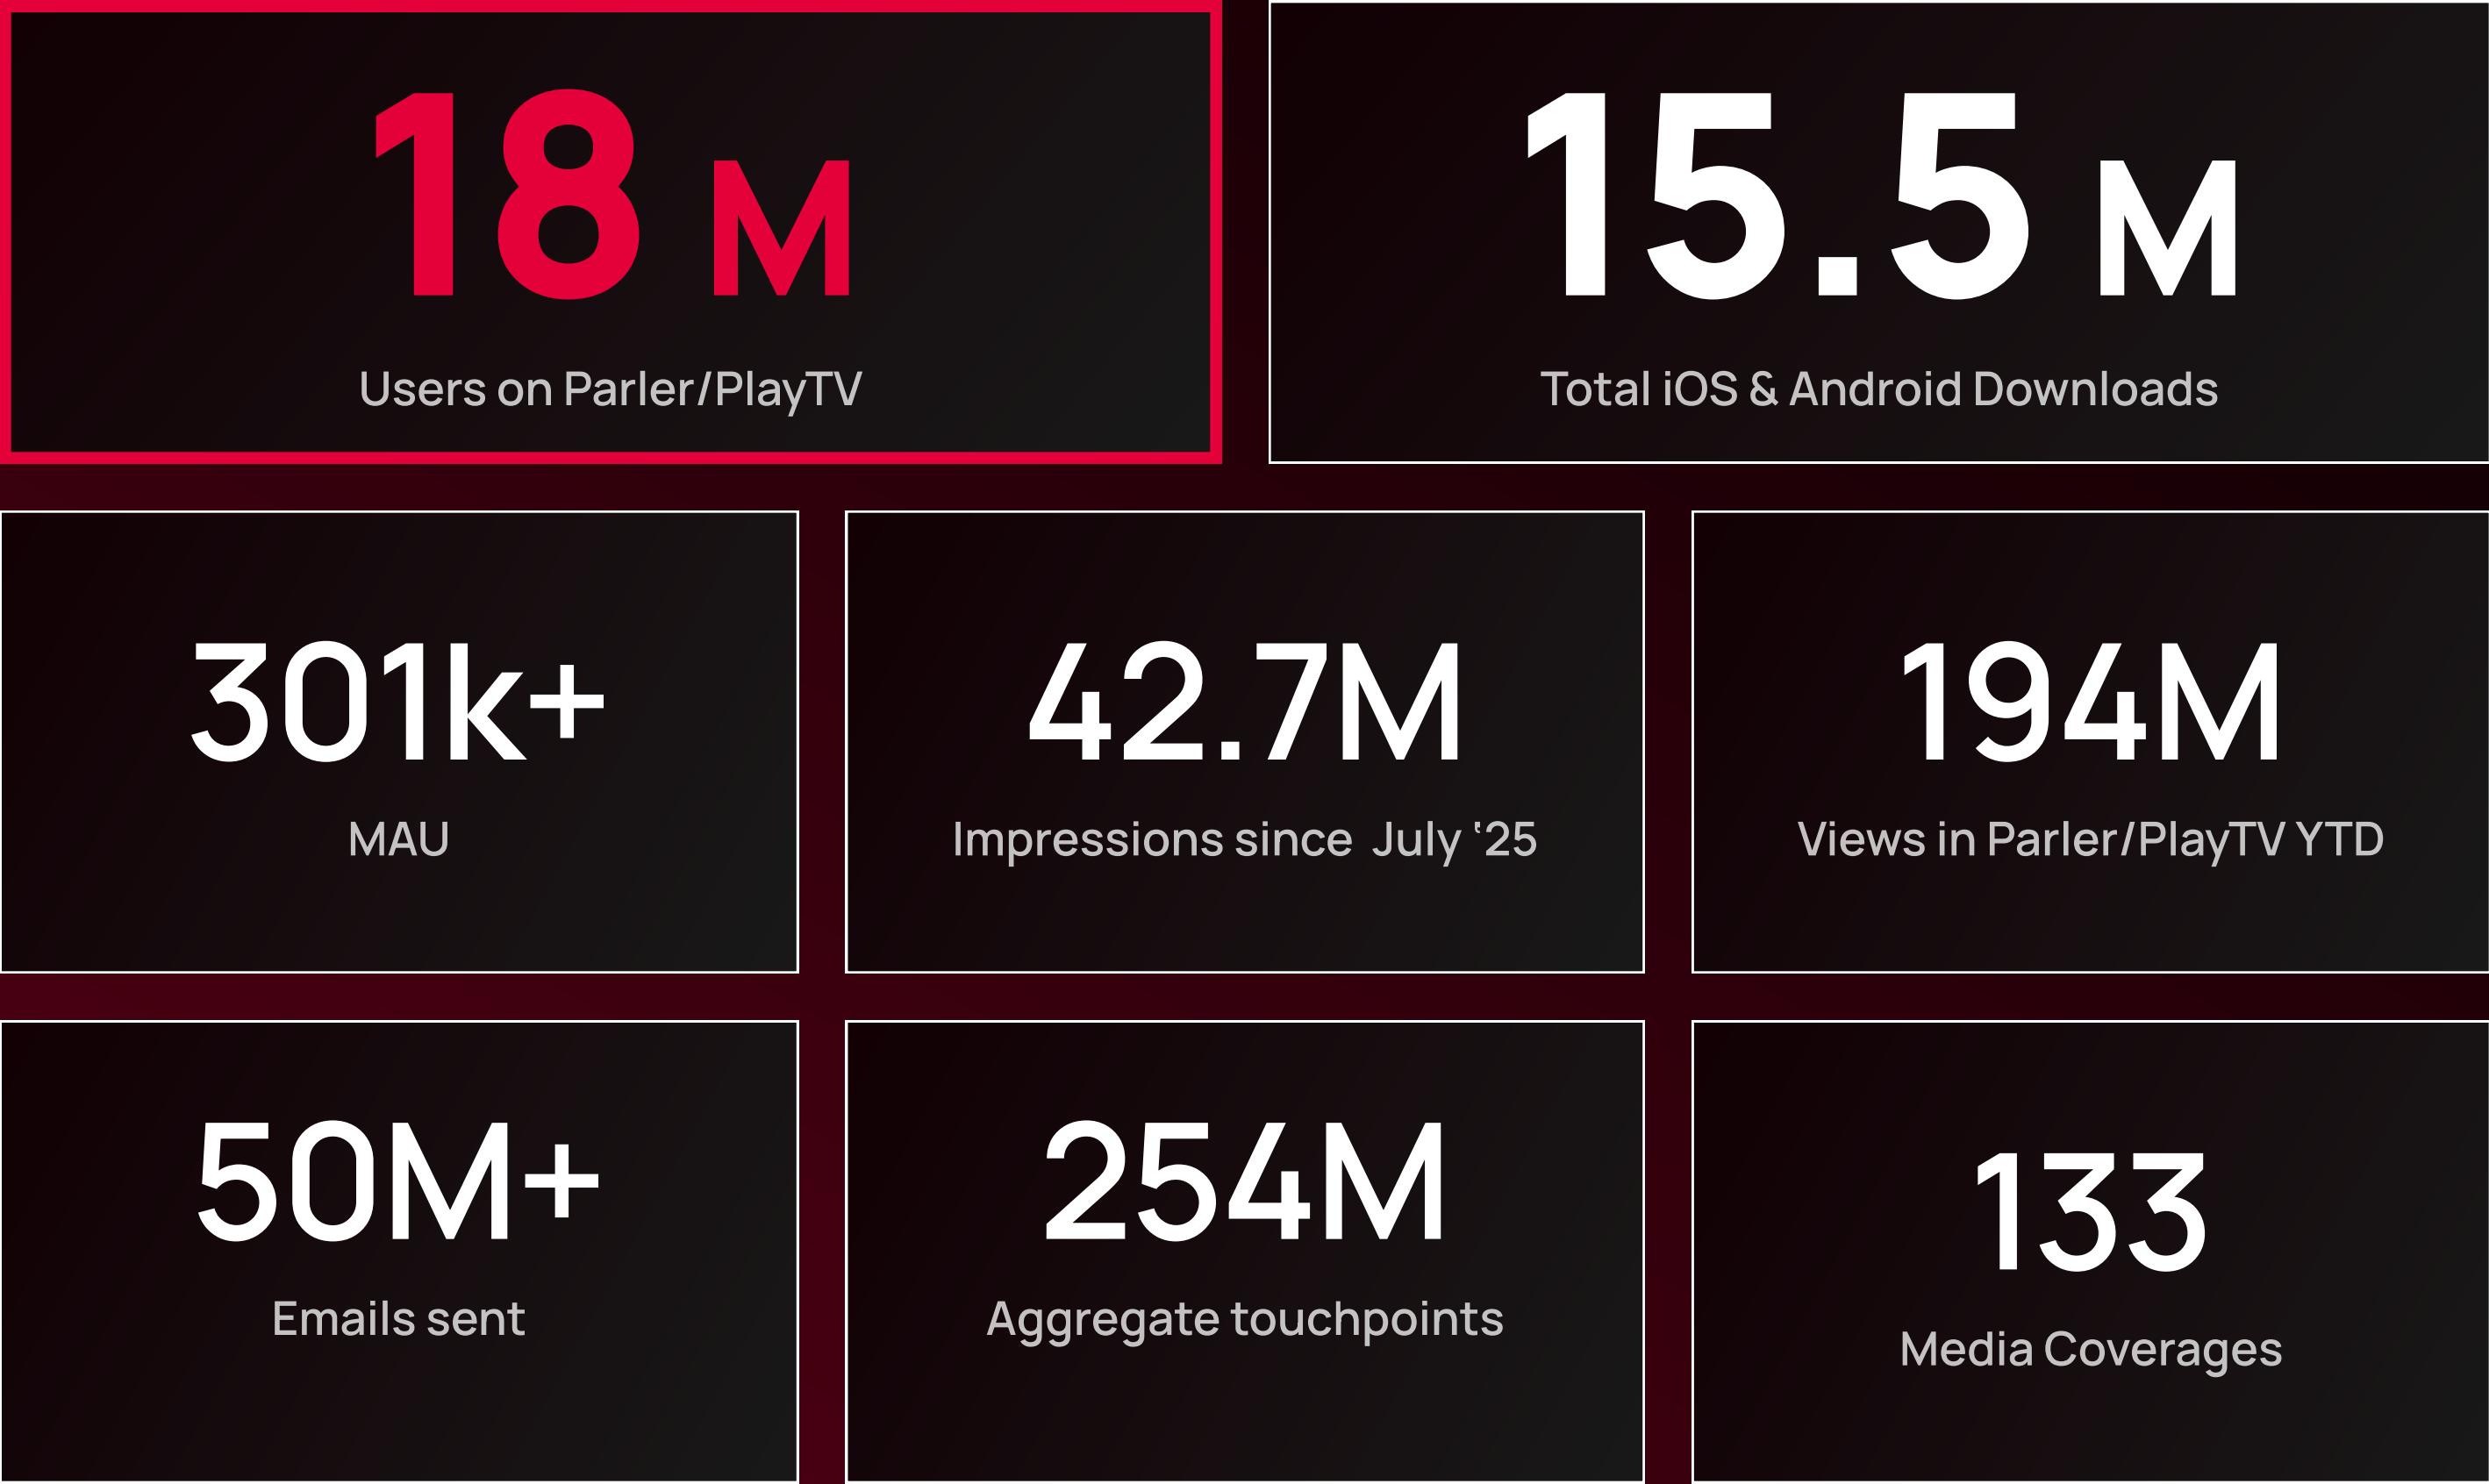 18 M
Users on Parler/PlayTV
15.5 M
Total iOS & Android Downloads
301k+
MAU
42.7M
Impressions since July ‘25
194M
Views in Parler/PlayTV YTD
50M+
Emails sent
254M
Aggregate touchpoints
133
Media Coverages